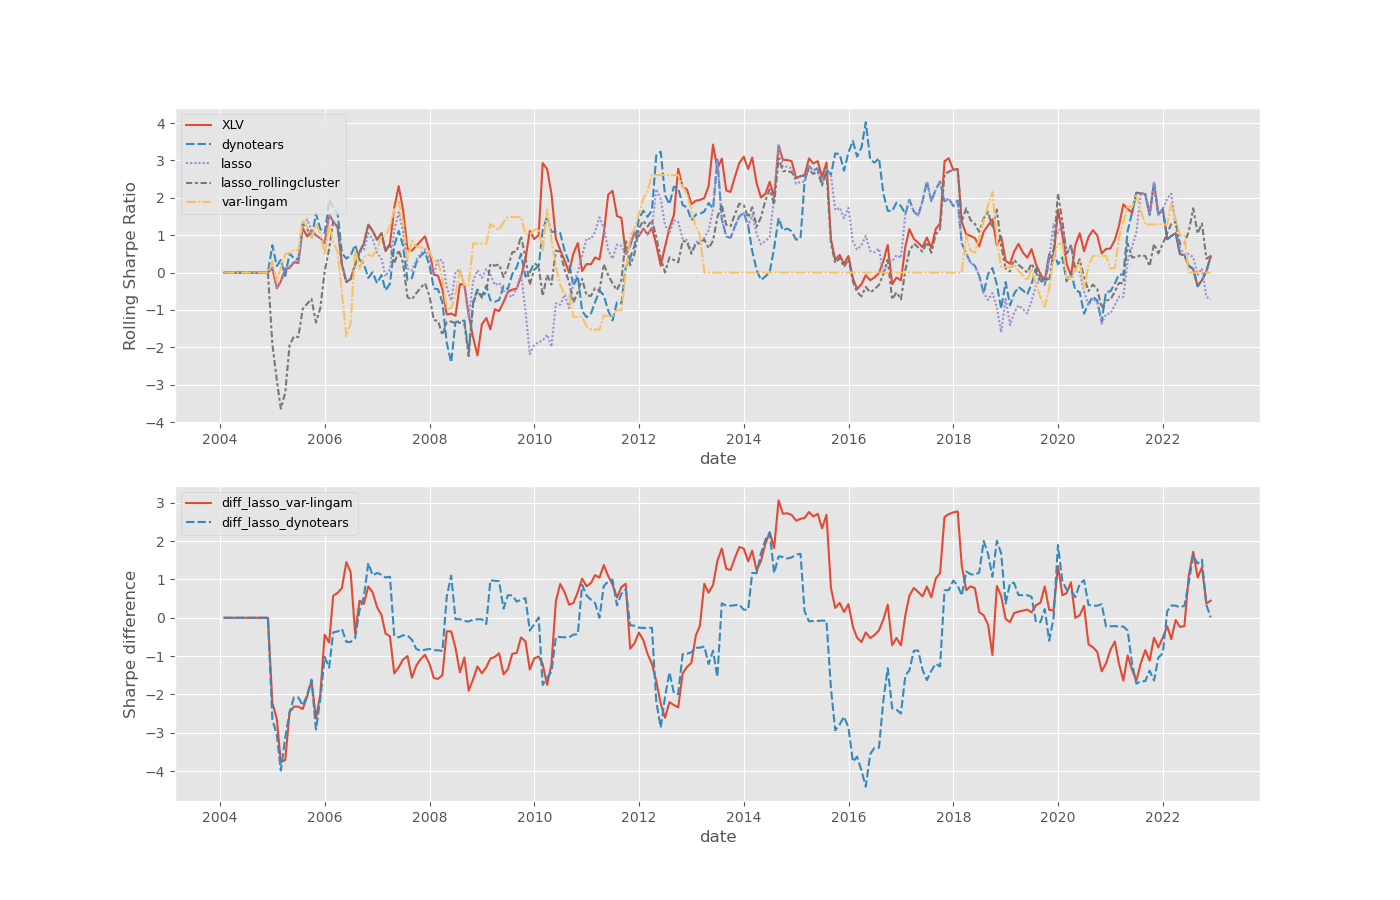 4
3
2
1
0
−1
−2
−3
−4
Rolling Sharpe Ratio
XLV
dynotears
lasso
lasso_rollingcluster
var-lingam
2004 2006 2008 2010 2012 2014 2016 2018 2020 2022
date
3
2
1
0
−1
−2
−3
−4
Sharpe difference
diff_lasso_var-lingam
diff_lasso_dynotears
2004 2006 2008 2010 2012 2014 2016 2018 2020 2022
date